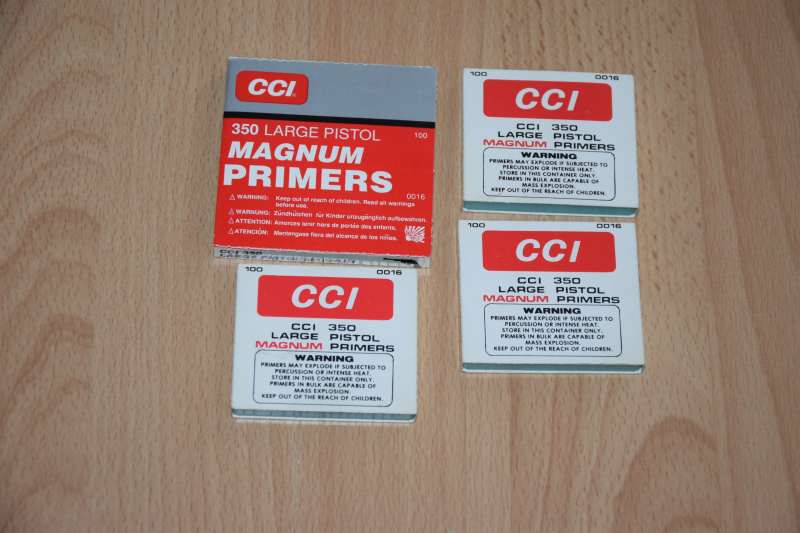 CCI
350 LARGE PISTOL 100
MAGNUM
PRIMERS
0016
WARNING: Keep out of reach of children. Read all warnings
before use.
WARNUNG: Zündhütchen für Kinder unzugänglich aufbewahren.
ATTENTION: Amorces tenir hors de portée des enfants.
ATENCIÓN: Mantengase fiera del alcance de los niños.
CCI 350
100 0016
CCI
CCI 350
LARGE PISTOL
MAGNUM PRIMERS
WARNING
PRIMERS MAY EXPLODE IF SUBJECTED TO
PERCUSSION OR INTENSE HEAT.
STORE IN THIS CONTAINER ONLY.
PRIMERS IN BULK ARE CAPABLE OF
MASS EXPLOSION.
KEEP OUT OF THE REACH OF CHILDREN.
100 0016
CCI
CCI 350
LARGE PISTOL
MAGNUM PRIMERS
WARNING
PRIMERS MAY EXPLODE IF SUBJECTED TO
PERCUSSION OR INTENSE HEAT.
STORE IN THIS CONTAINER ONLY.
PRIMERS IN BULK ARE CAPABLE OF
MASS EXPLOSION.
KEEP OUT OF THE REACH OF CHILDREN.
100 0016
CCI
CCI 350
LARGE PISTOL
MAGNUM PRIMERS
WARNING
PRIMERS MAY EXPLODE IF SUBJECTED TO
PERCUSSION OR INTENSE HEAT.
STORE IN THIS CONTAINEE ONLY.
PRIMERS IN BULK ARE CAPABLE OF
MASS EXPLOSION.
KEEP OUT OF THE REACH OF CHILDREN.